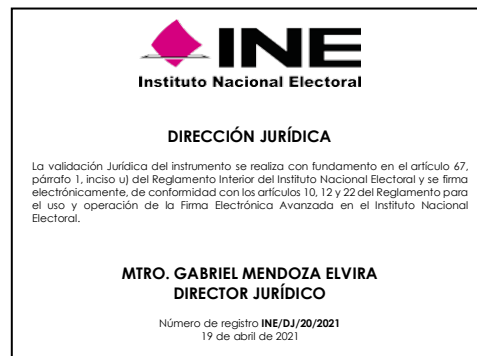 INE
Instituto Nacional Electoral
DIRECCIÓN JURÍDICA
La validación Jurídica del instrumento se realiza con fundamento en el artículo 67,
párrafo 1, inciso u) del Reglamento Interior del Instituto Nacional Electoral y se firma
electrónicamente, de conformidad con los artículos 10, 12 y 22 del Reglamento para
el uso y operación de la Firma Electrónica Avanzada en el Instituto Nacional
Electoral.
MTRO. GABRIEL MENDOZA ELVIRA
DIRECTOR JURÍDICO
Número de registro INE/DJ/20/2021
19 de abril de 2021